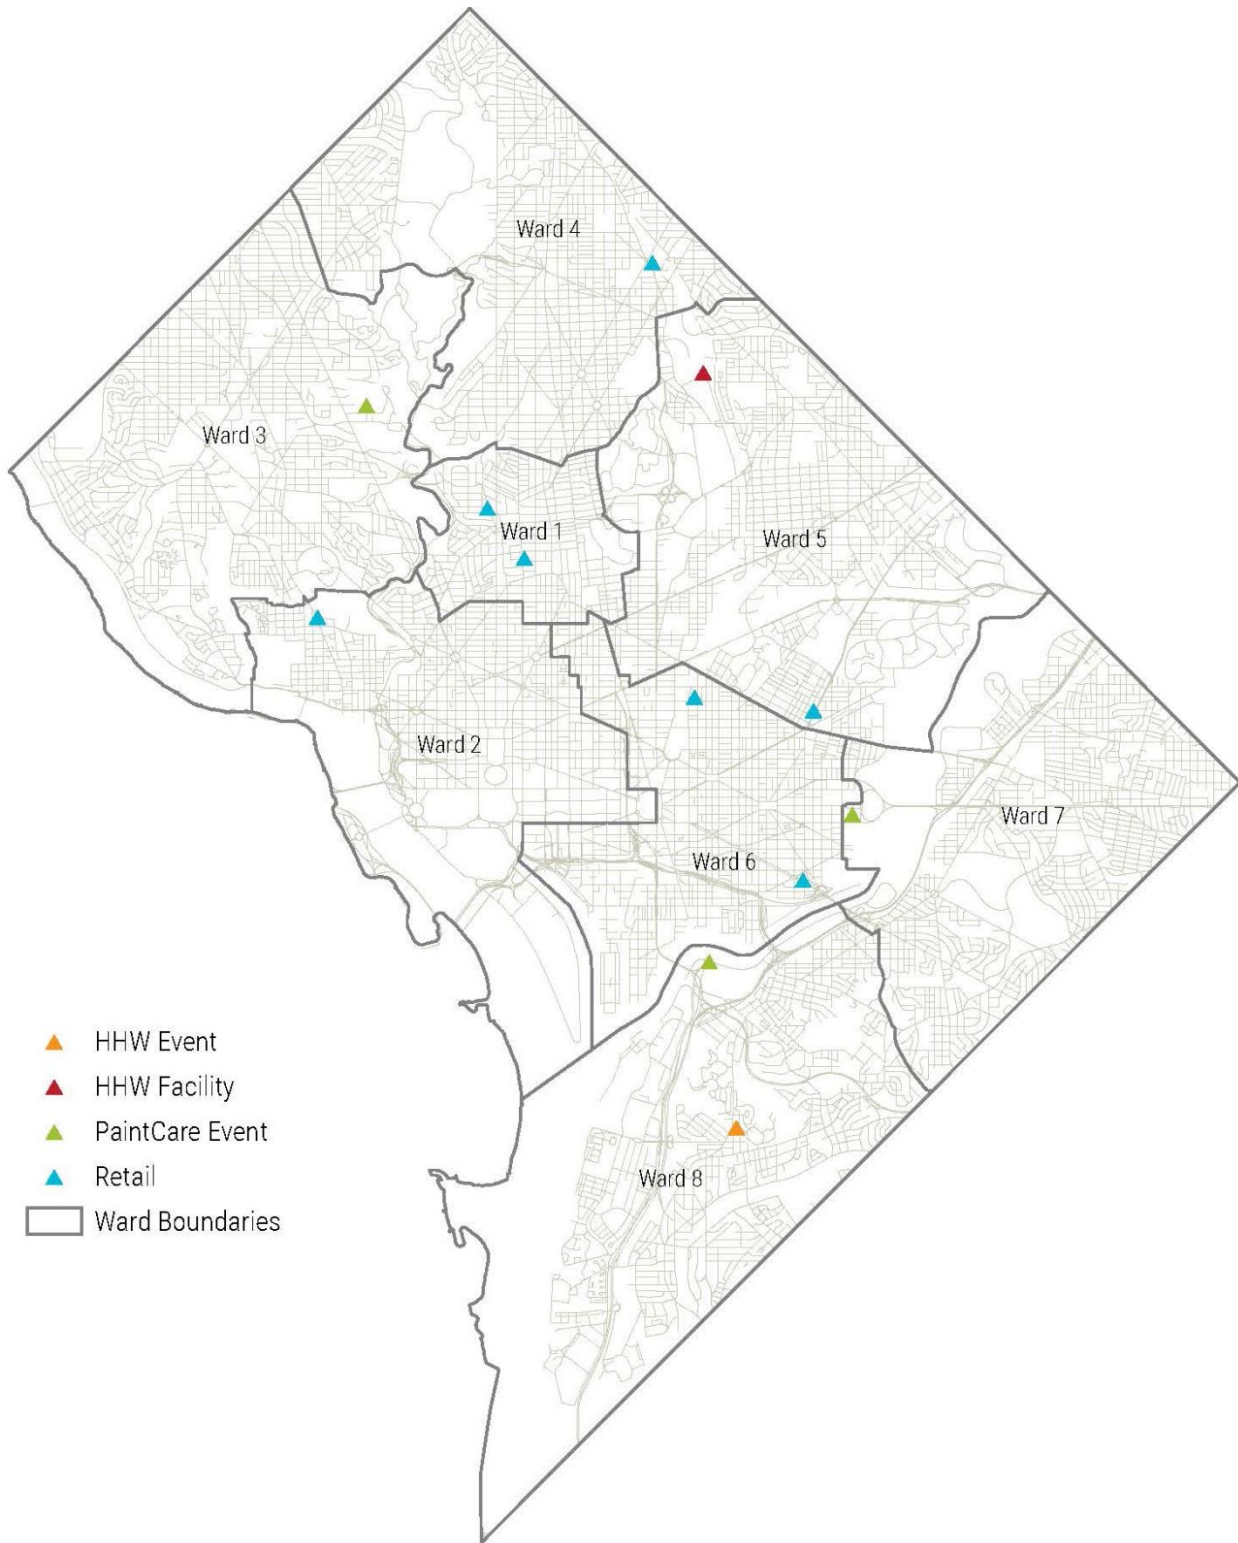 Ward 4
Ward 3
Ward 1
Ward 5
Ward 2
Ward 7
Ward 6
HHW Event
HHW Facility
PaintCare Event
Retail
Ward 8
Ward Boundaries